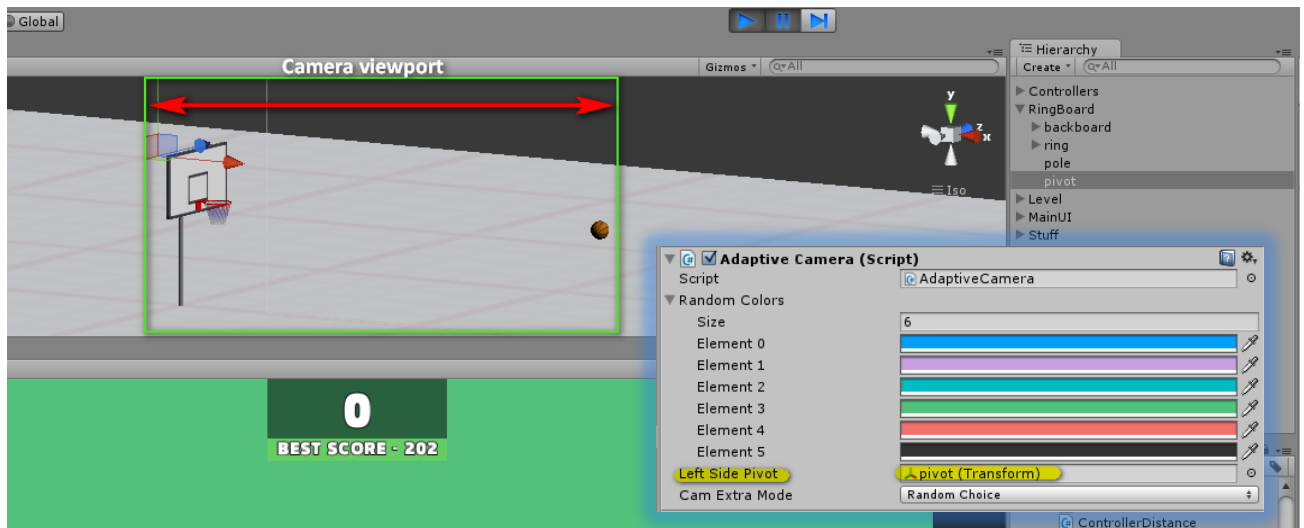 Global
Camera viewport
Gizmos
All
y
z
x
Iso
Hierarchy
Create
All
Controllers
RingBoard
backboard
ring
pole
pivot
Level
MainUI
Stuff
Adaptive Camera (Script)
Script
AdaptiveCamera
Random Colors
Size
6
Element 0
Element 1
Element 2
Element 3
Element 4
Element 5
Left Side Pivot
pivot (Transform)
Cam Extra Mode
Random Choice
0
BEST SCORE - 202
ControllerDistance